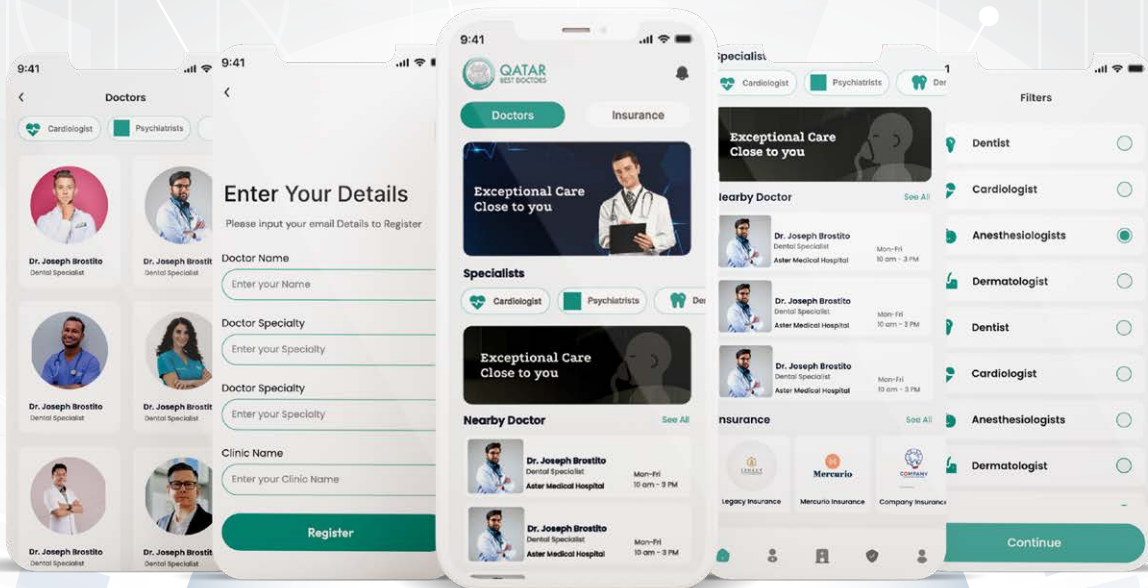 9:41
Doctors
Cardiologist
Psychiatrists
Dr. Joseph Brostito
Dental Specialist
Dr. Joseph Brostit
Dental Specialist
Dr. Joseph Brostito
Dental Specialist
Dr. Joseph Brostit
Dental Specialist
Dr. Joseph Brostito
Dental Specialist
Dr. Joseph Brostit
Dental Specialist
9:41
Enter Your Details
Please input your email Details to Register
Doctor Name
Enter your Name
Doctor Specialty
Enter your Specialty
Doctor Specialty
Enter your Specialty
Clinic Name
Enter your Clinic Name
Register
9:41
QATAR
BEST DOCTORS
Doctors
Insurance
Exceptional Care
Close to you
Specialists
Cardiologist
Psychiatrists
Der
Exceptional Care
Close to you
Nearby Doctor
See All
Dr. Joseph Brostito
Dental Specialist
Aster Medical Hospital
Mon-Fri
10 am - 3 PM
Dr. Joseph Brostito
Dental Specialist
Aster Medical Hospital
Mon-Fri
10 am - 3 PM
Specialist
Cardiologist
Psychiatrists
Der
Exceptional Care
Close to you
Nearby Doctor
See All
Dr. Joseph Brostito
Dental Specialist
Aster Medical Hospital
Mon-Fri
10 am - 3 PM
Dr. Joseph Brostito
Dental Specialist
Aster Medical Hospital
Mon-Fri
10 am - 3 PM
Dr. Joseph Brostito
Dental Specialist
Aster Medical Hospital
Mon-Fri
10 am - 3 PM
nsurance
See All
LEGACY
Legacy Insurance
Mercurio
Mercurio Insurance
COMPANY
Company Insurance
1
Filters
Dentist
Cardiologist
Anesthesiologists
Dermatologist
Dentist
Cardiologist
Anesthesiologists
Dermatologist
Continue